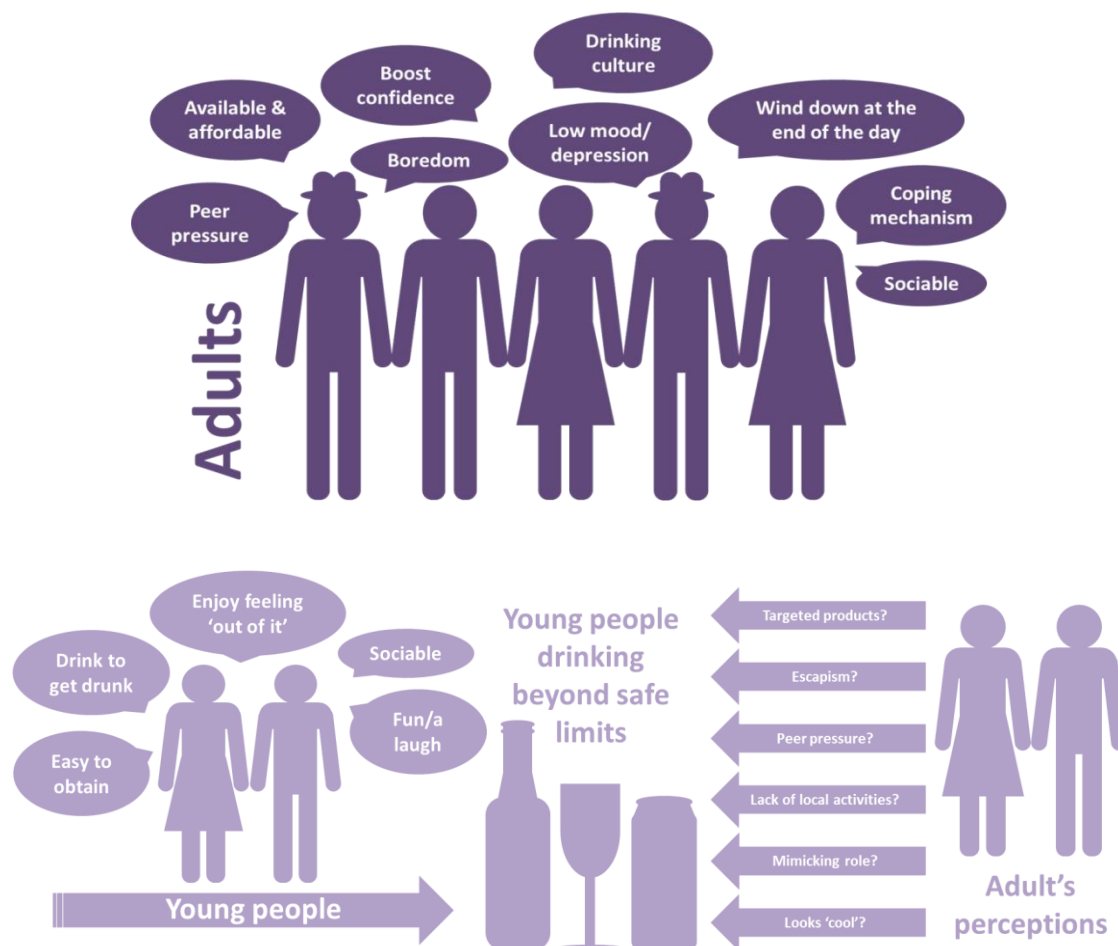 Drinking
culture
Boost
confidence
Available &
affordable
Wind down at the
end of the day
Low mood/
depression
Boredom
Peer
pressure
Coping
mechanism
Sociable
Adults
Enjoy feeling
'out of it'
Drink to
get drunk
Sociable
Fun/a
laugh
Easy to
obtain
Young people
Young people
drinking
beyond safe
limits
Targeted products?
Escapism?
Peer pressure?
Lack of local activities?
Mimicking role?
Looks 'cool'?
Adult's
perceptions